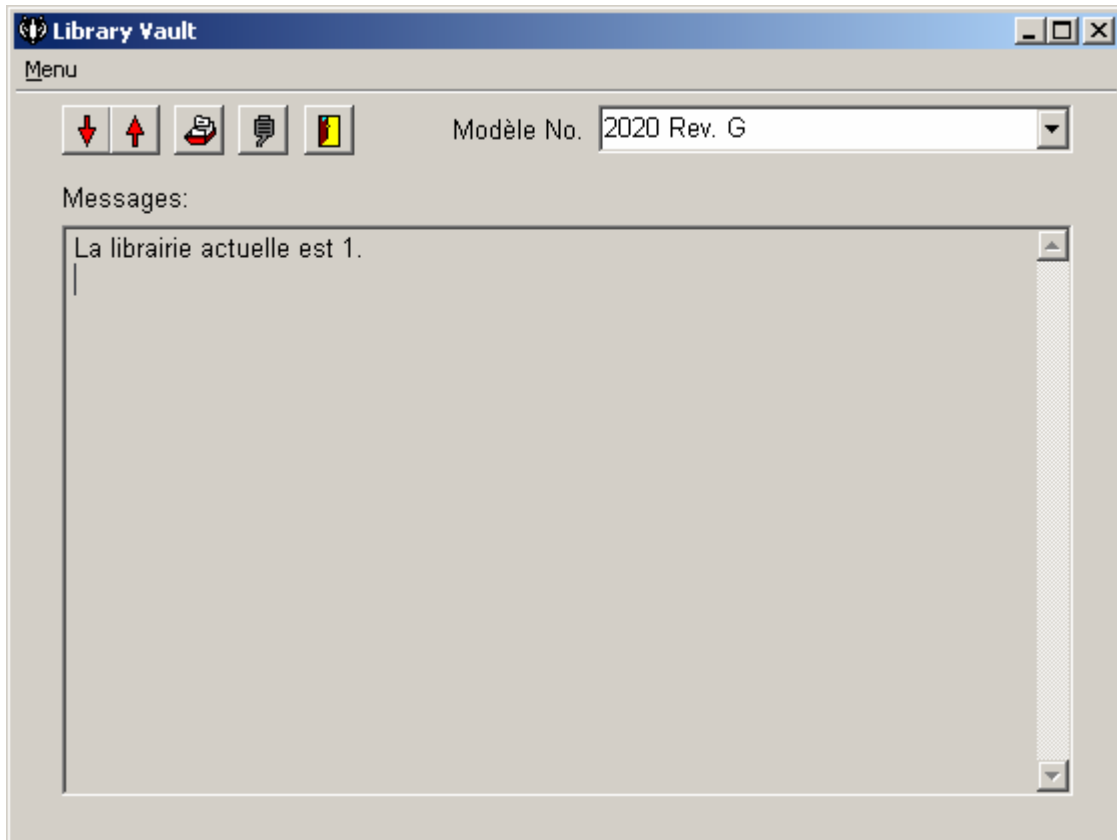 Library Vault
Menu
Modèle No. 2020 Rev. G
Messages:
La librairie actuelle est 1.